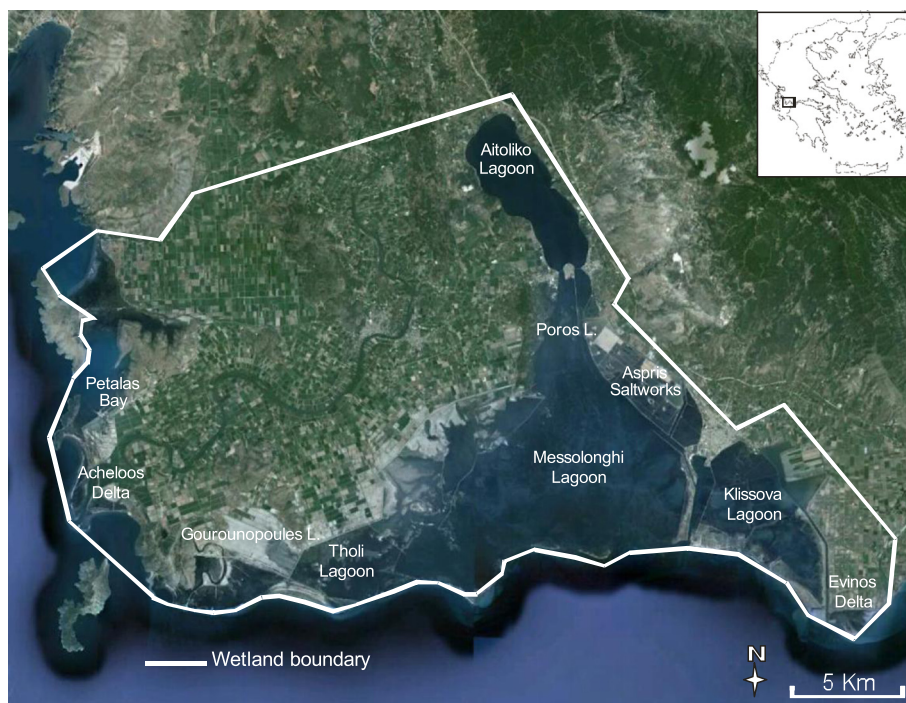 Aitoliko
Lagoon
Poros L.
Aspris
Saltworks
Petalas
Bay
Messolonghi
Lagoon
Acheloos
Delta
Klissova
Lagoon
Gourounopoules L.
Tholi
Lagoon
Evinos
Delta
Wetland boundary
N
5 Km